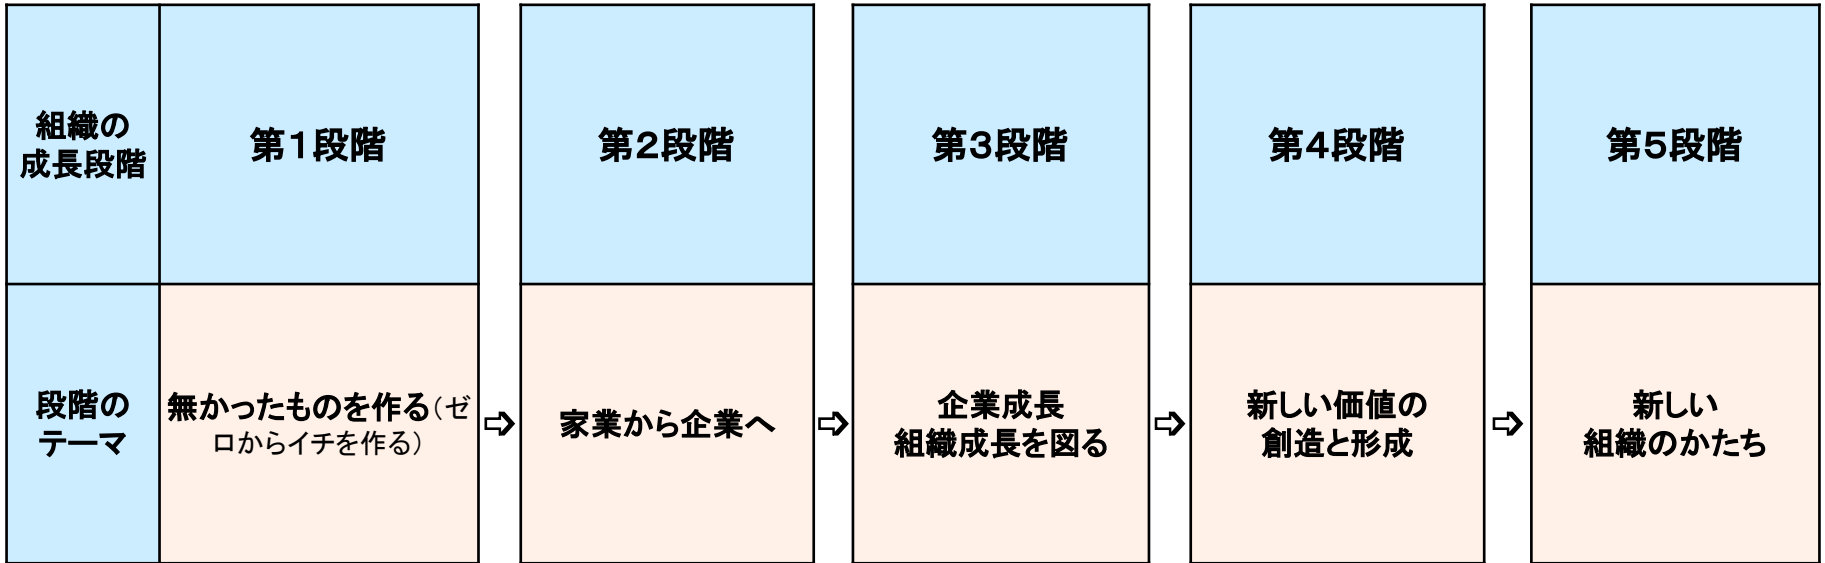 組織の
成長段階
第1段階
第2段階
第3段階
第4段階
第5段階
段階の
テーマ
無かったものを作る（ゼ
ロからイチを作る）
⇨
家業から企業へ
⇨
企業成長
組織成長を図る
⇨
新しい価値の
創造と形成
⇨
新しい
組織のかたち